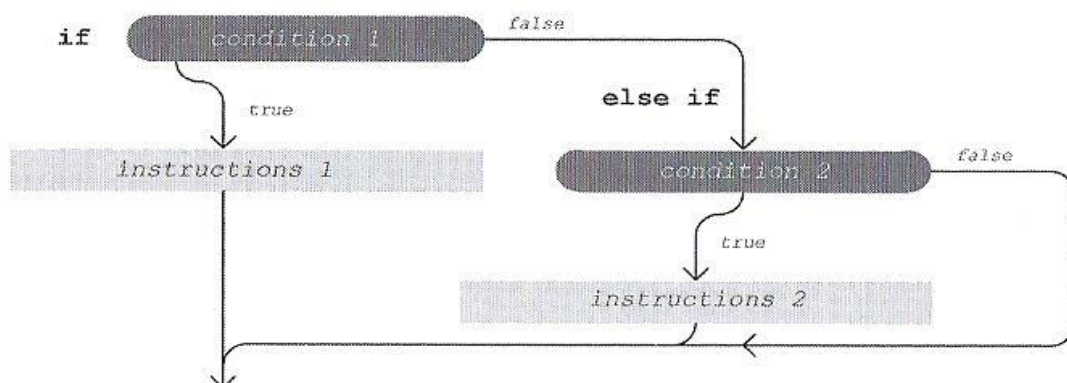 if condition 1 false
true
else if
instructions 1
condition 2 false
true
instructions 2